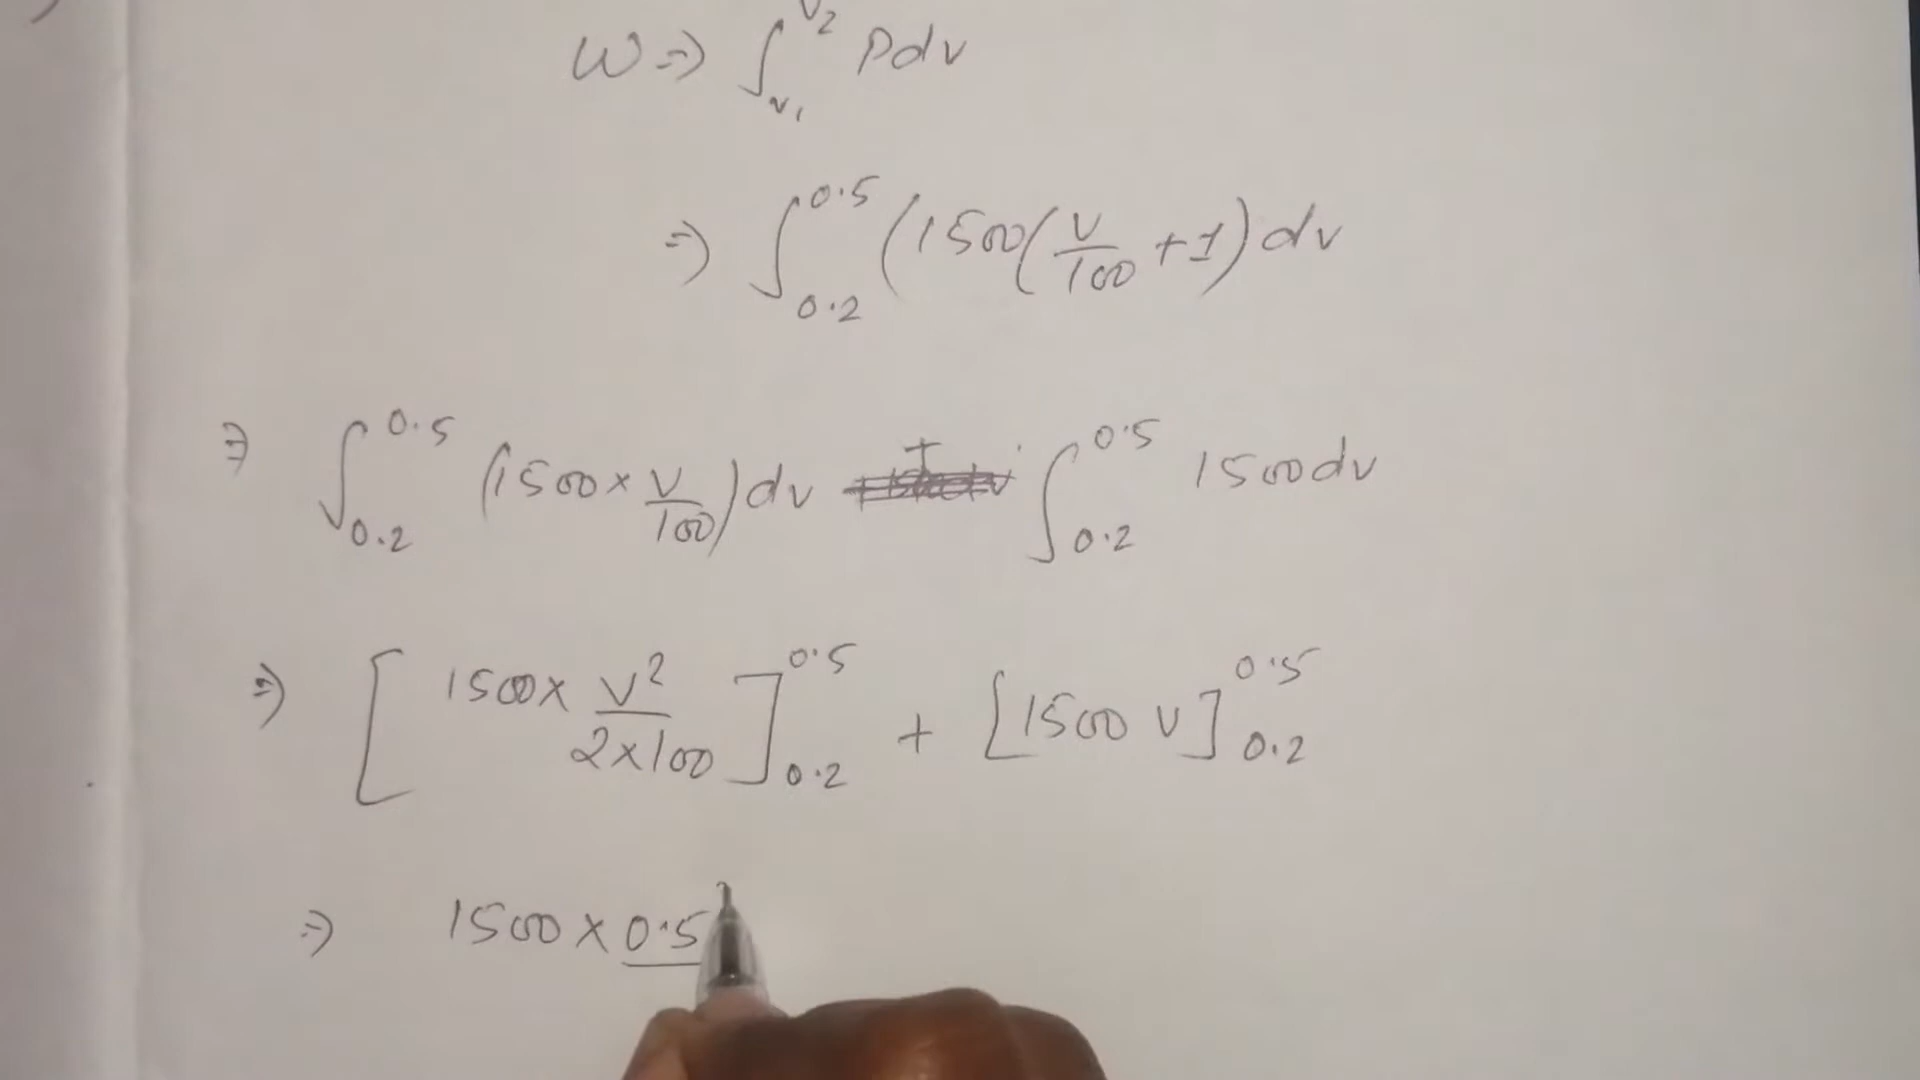 W ⇒ ∫_{v₁}^{v₂} Pdv
⇒ ∫_{0.2}^{0.5} (1500(v/100 + 1) dv
⇒ ∫_{0.2}^{0.5} (1500 × v/100) dv + ∫_{0.2}^{0.5} 1500 dv
⇒ [1500 × v²/2×100]_{0.2}^{0.5} + [1500 v]_{0.2}^{0.5}
⇒ 1500 × 0.5